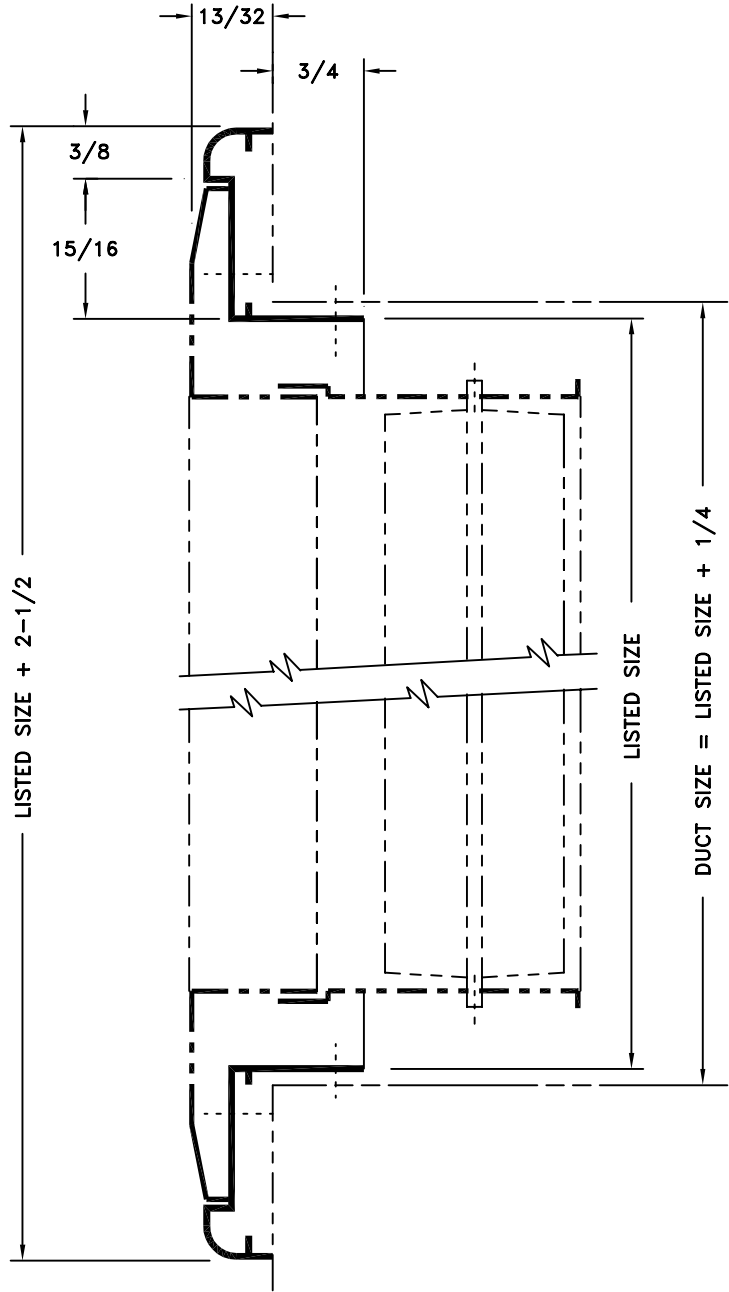 13/32
3/4
3/8
15/16
LISTED SIZE + 2-1/2
LISTED SIZE
DUCT SIZE = LISTED SIZE + 1/4